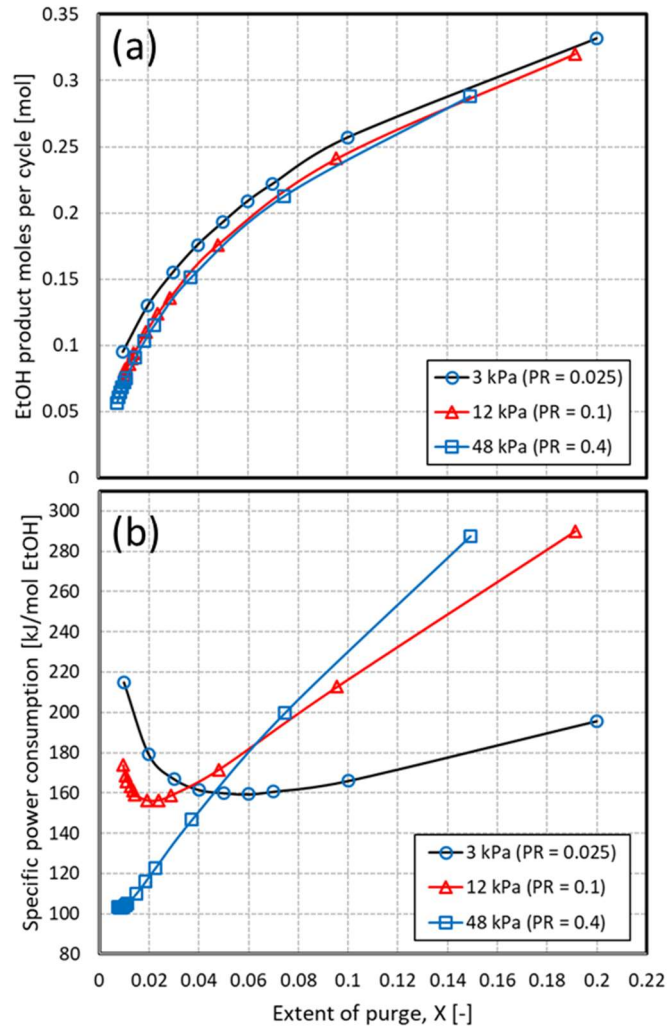 (a)
EtOH product moles per cycle [mol]
0.35
0.3
0.25
0.2
0.15
0.1
0.05
0
3 kPa (PR = 0.025)
12 kPa (PR = 0.1)
48 kPa (PR = 0.4)
(b)
Specific power consumption [kJ/mol EtOH]
300
280
260
240
220
200
180
160
140
120
100
80
3 kPa (PR = 0.025)
12 kPa (PR = 0.1)
48 kPa (PR = 0.4)
0 0.02 0.04 0.06 0.08 0.1 0.12 0.14 0.16 0.18 0.2 0.22
Extent of purge, X [-]